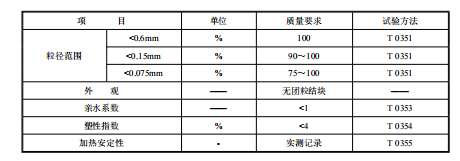 项 目 单位 质量要求 试验方法
粒径范围 <0.6mm % 100 T 0351
<0.15mm % 90～100 T 0351
<0.075mm % 75～100 T 0351
外 观 —— 无团粒结块
亲水系数 —— <1 T 0353
塑性指数 % <4 T 0354
加热安定性 - 实测记录 T 0355